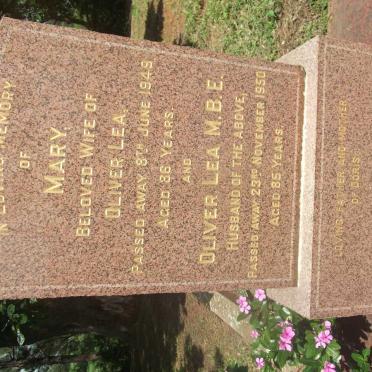 IN LOVING MEMORY
OF
MARY
BELOVED WIFE OF
OLIVER LEA.
PASSED AWAY 8TH JUNE 1949
AGED 86 YEARS
AND
OLIVER LEA M.B.E.
HUSBAND OF THE ABOVE,
PASSED AWAY 23RD NOVEMBER 1950
AGED 85 YEARS.
LOVING FATHER AND MOTHER
OF DORIS